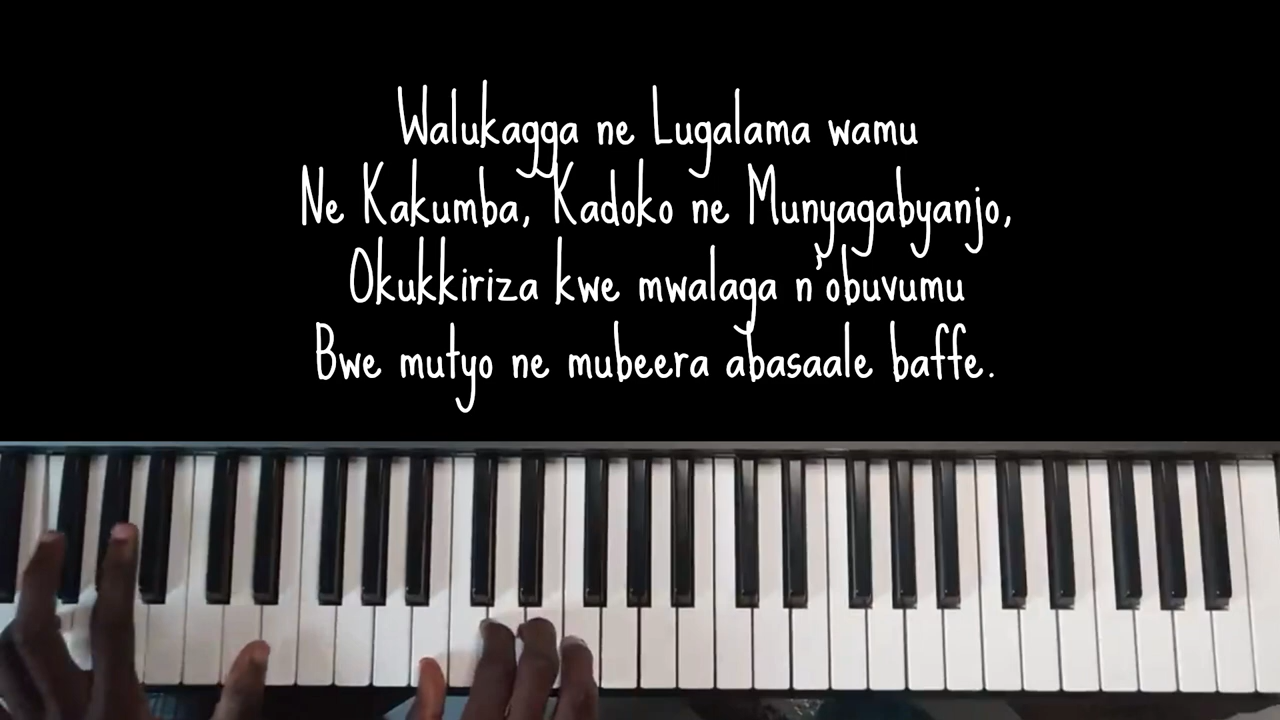 Walukagga ne Lugalama wamu
Ne Kakumba, Kadoko ne Munyagabyanjo,
Okukkiriza kwe mwalaga n'obuvumu
Bwe mutyo ne mubeera abasaale baffe.